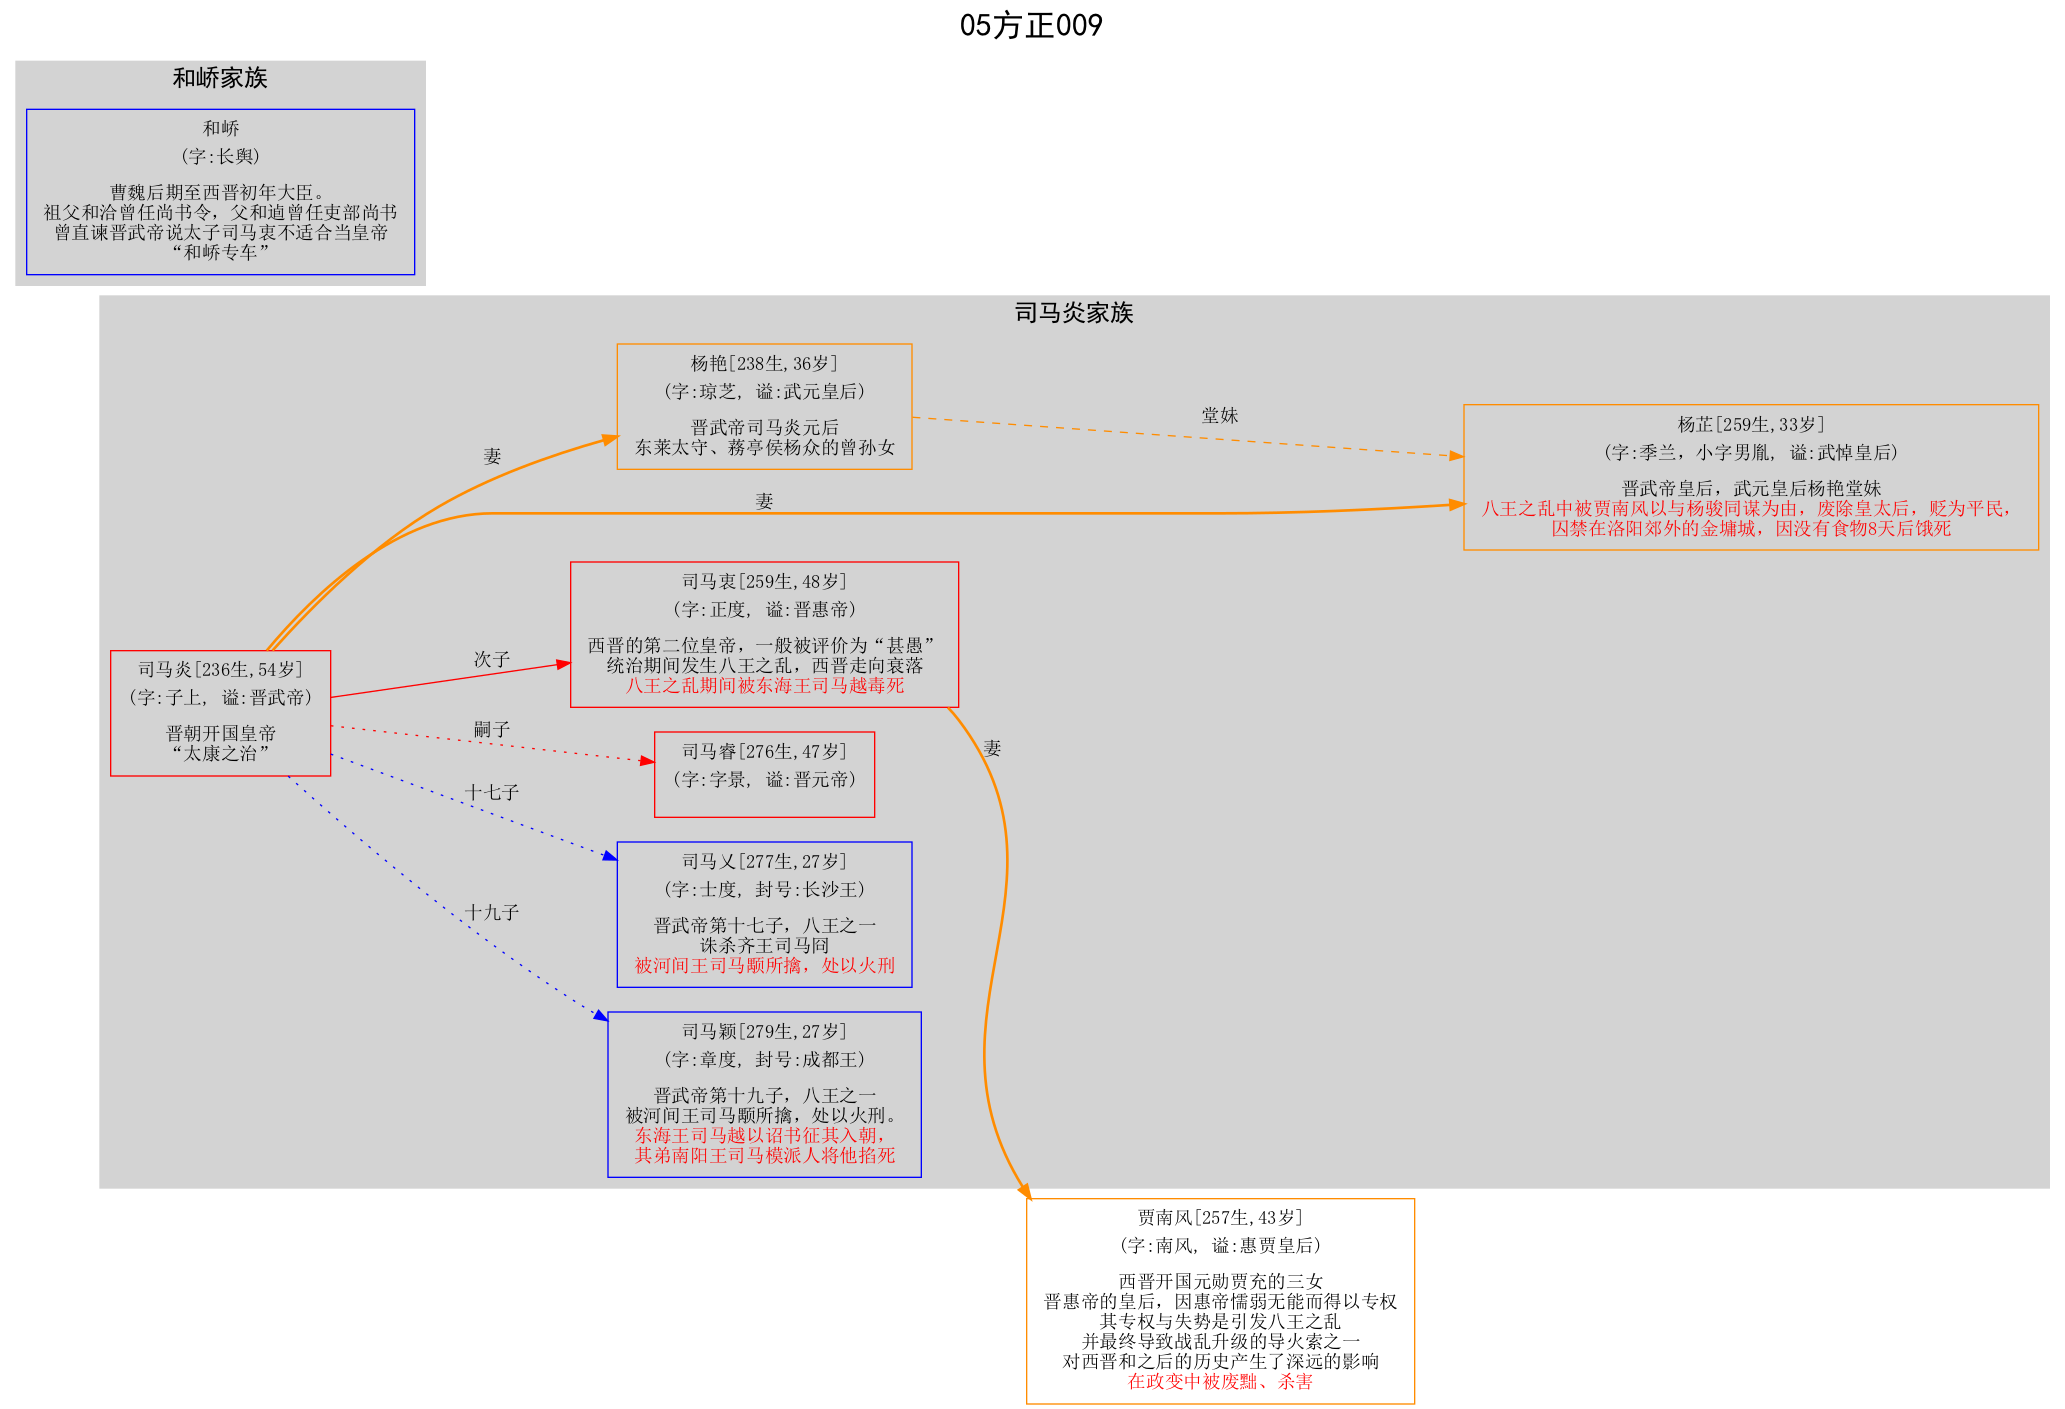 05方正009
和峤家族
和峤
(字:长舆)
曹魏后期至西晋初年大臣。
祖父和洽曾任尚书令，父和逌曾任吏部尚书
曾直谏晋武帝说太子司马衷不适合当皇帝
“和峤专车”
司马炎家族
杨艳[238生,36岁]
(字:琼芝, 谥:武元皇后)
晋武帝司马炎元后
东莱太守、蓩亭侯杨众的曾孙女
堂妹
杨芷[259生,33岁]
(字:季兰，小字男胤, 谥:武悼皇后)
晋武帝皇后，武元皇后杨艳堂妹
八王之乱中被贾南风以与杨骏同谋为由，废除皇太后，贬为平民，
囚禁在洛阳郊外的金墉城，因没有食物8天后饿死
妻
妻
司马衷[259生,48岁]
(字:正度, 谥:晋惠帝)
西晋的第二位皇帝，一般被评价为“甚愚”
统治期间发生八王之乱，西晋走向衰落
八王之乱期间被东海王司马越毒死
次子
司马炎[236生,54岁]
(字:子上, 谥:晋武帝)
晋朝开国皇帝
“太康之治”
嗣子
司马睿[276生,47岁]
(字:字景, 谥:晋元帝)
妻
十七子
司马乂[277生,27岁]
(字:士度, 封号:长沙王)
晋武帝第十七子，八王之一
诛杀齐王司马冏
被河间王司马颙所擒，处以火刑
十九子
司马颖[279生,27岁]
(字:章度, 封号:成都王)
晋武帝第十九子，八王之一
被河间王司马颙所擒，处以火刑。
东海王司马越以诏书征其入朝，
其弟南阳王司马模派人将他掐死
贾南风[257生,43岁]
(字:南风, 谥:惠贾皇后)
西晋开国元勋贾充的三女
晋惠帝的皇后，因惠帝懦弱无能而得以专权
其专权与失势是引发八王之乱
并最终导致战乱升级的导火索之一
对西晋和之后的历史产生了深远的影响
在政变中被废黜、杀害